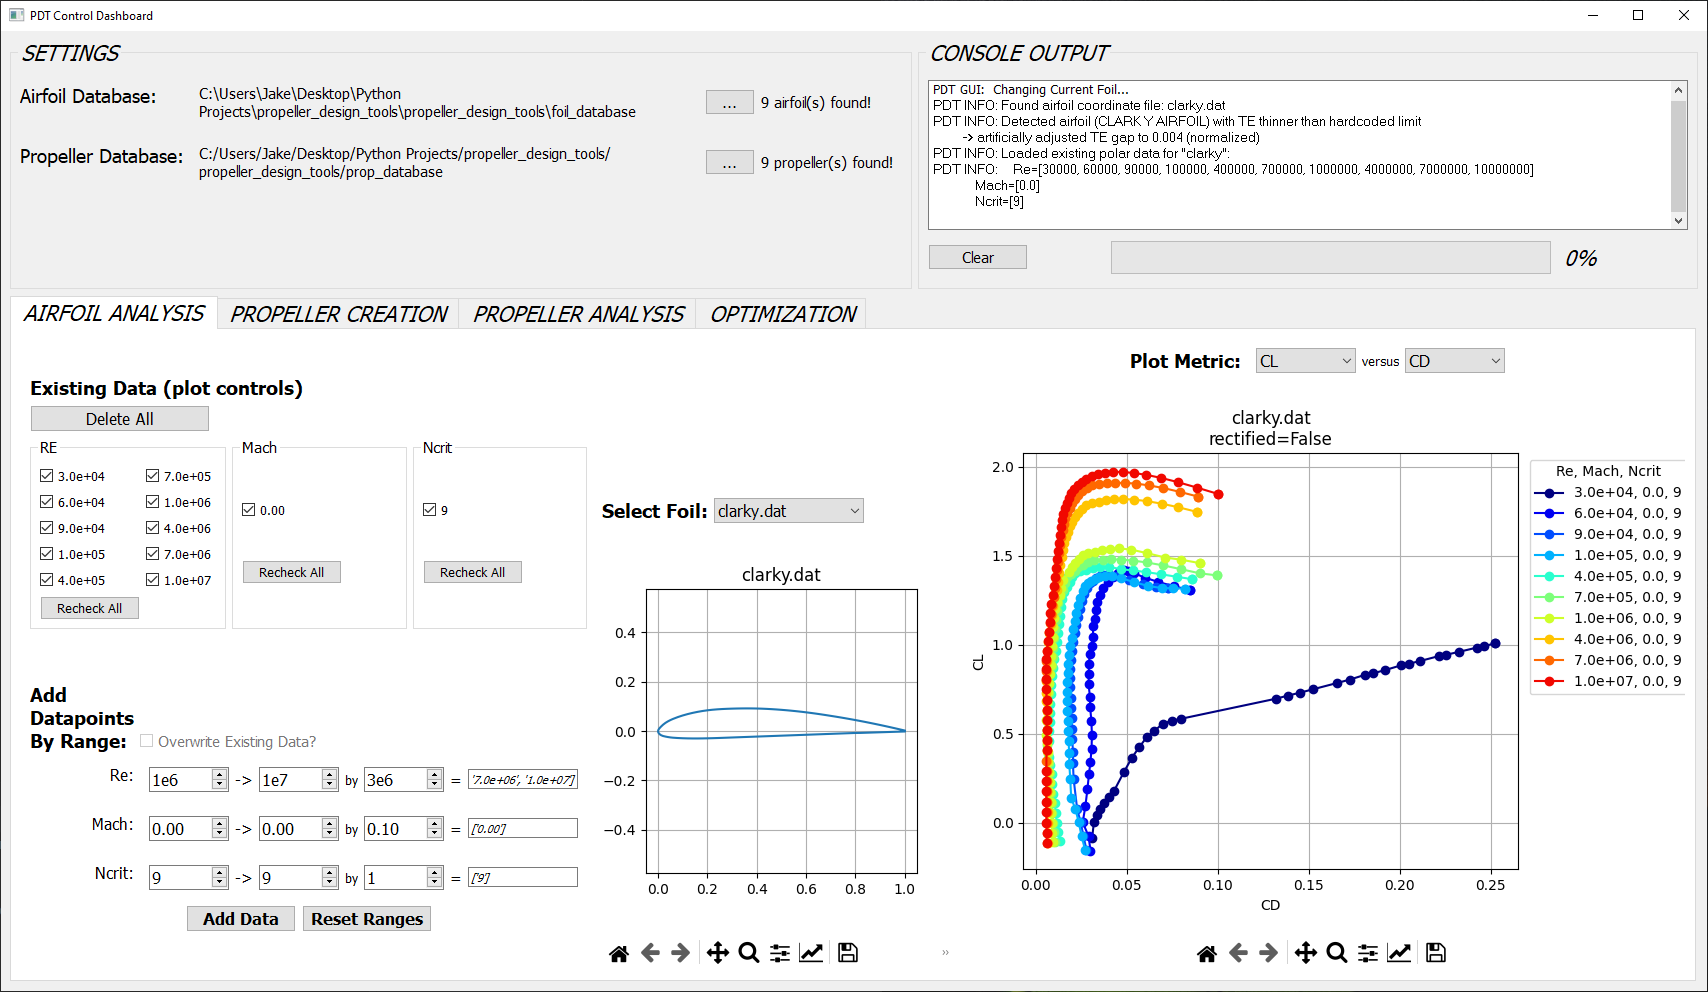 PDT Control Dashboard
SETTINGS
Airfoil Database:
C:\Users\Jake\Desktop\Python
Projects\propeller_design_tools\propeller_design_tools\foil_database
...
9 airfoil(s) found!
Propeller Database:
C:/Users/Jake/Desktop/Python Projects/propeller_design_tools/
propeller_design_tools/prop_database
...
9 propeller(s) found!
CONSOLE OUTPUT
PDT GUI:  Changing Current Foil...
PDT INFO: Found airfoil coordinate file: clarky.dat
PDT INFO: Detected airfoil (CLARK Y AIRFOIL) with TE thinner than hardcoded limit
-> artificially adjusted TE gap to 0.004 (normalized)
PDT INFO: Loaded existing polar data for "clarky":
PDT INFO:    Re=[30000, 60000, 90000, 100000, 400000, 700000, 1000000, 4000000, 7000000, 10000000]
Mach=[0.0]
Ncrit=[9]
Clear
0%
AIRFOIL ANALYSIS
PROPELLER CREATION
PROPELLER ANALYSIS
OPTIMIZATION
Existing Data (plot controls)
Delete All
RE
3.0e+04
7.0e+05
6.0e+04
1.0e+06
9.0e+04
4.0e+06
1.0e+05
7.0e+06
4.0e+05
1.0e+07
Recheck All
Mach
0.00
Recheck All
Ncrit
9
Recheck All
Add
Datapoints
By Range:
Overwrite Existing Data?
Re: 1e6 -> 1e7 by 3e6 = '7.0e+06', '1.0e+07']
Mach: 0.00 -> 0.00 by 0.10 = ['0.00']
Ncrit: 9 -> 9 by 1 = ['9']
Add Data
Reset Ranges
Select Foil: clarky.dat
clarky.dat
0.4
0.2
0.0
−0.2
−0.4
0.0 0.2 0.4 0.6 0.8 1.0
»
Plot Metric: CL versus CD
clarky.dat
rectified=False
2.0
1.5
1.0
0.5
0.0
CL
0.00 0.05 0.10 0.15 0.20 0.25
CD
Re, Mach, Ncrit
3.0e+04, 0.0, 9
6.0e+04, 0.0, 9
9.0e+04, 0.0, 9
1.0e+05, 0.0, 9
4.0e+05, 0.0, 9
7.0e+05, 0.0, 9
1.0e+06, 0.0, 9
4.0e+06, 0.0, 9
7.0e+06, 0.0, 9
1.0e+07, 0.0, 9